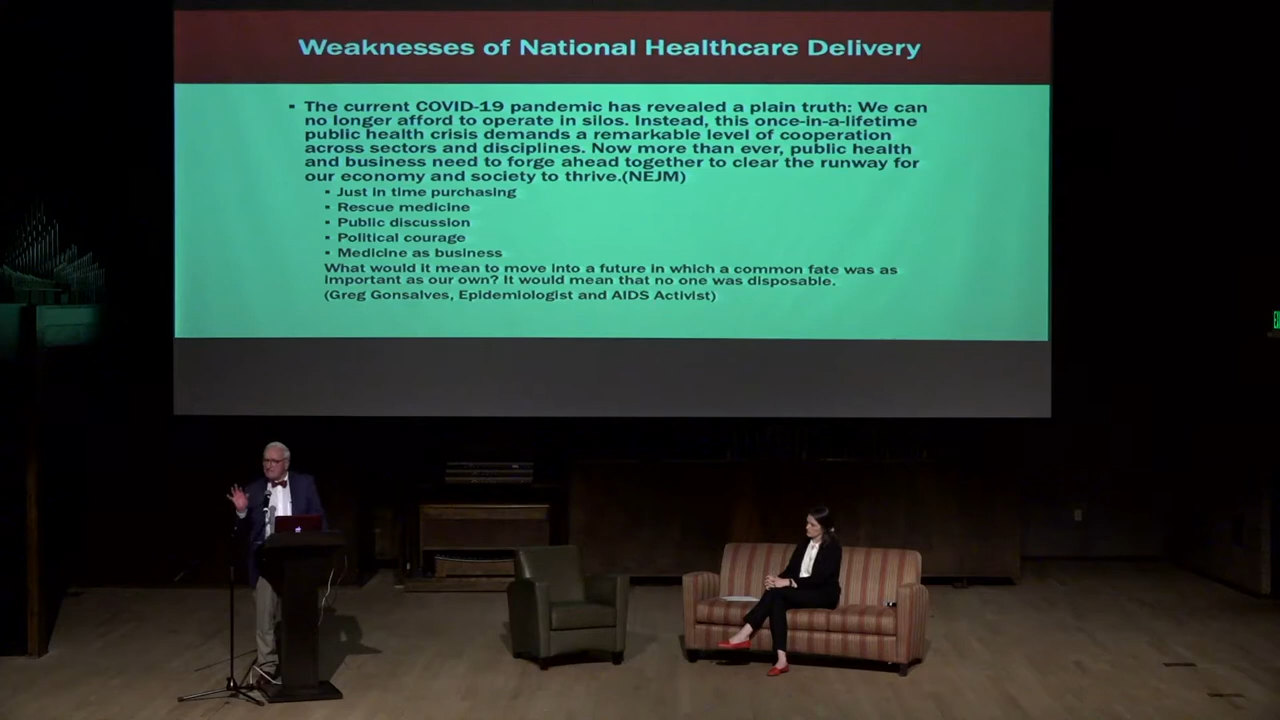 Weaknesses of National Healthcare Delivery
▪ The current COVID-19 pandemic has revealed a plain truth: We can
no longer afford to operate in silos. Instead, this once-in-a-lifetime
public health crisis demands a remarkable level of cooperation
across sectors and disciplines. Now more than ever, public health
and business need to forge ahead together to clear the runway for
our economy and society to thrive.(NEJM)
▪ Just in time purchasing
▪ Rescue medicine
▪ Public discussion
▪ Political courage
▪ Medicine as business
What would it mean to move into a future in which a common fate was as
important as our own? It would mean that no one was disposable.
(Greg Gonsalves, Epidemiologist and AIDS Activist)